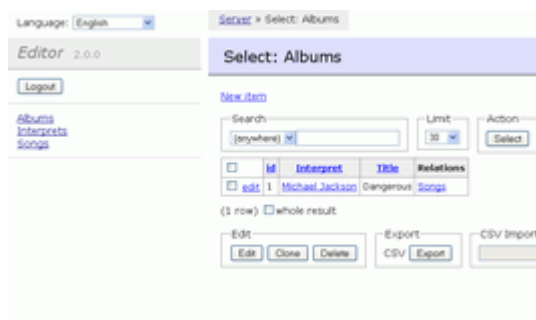 Language: English
Server » Select: Albums
Editor 2.0.0
Select: Albums
Logout
New item
Albums
Interprets
Songs
Search
Limit
Action
(anywhere)
30
Select
id Interpret Title Relations
edit 1 Michael Jackson Dangerous Songs
(1 row) whole result
Edit
Export
CSV Import
Edit Clone Delete
CSV Export